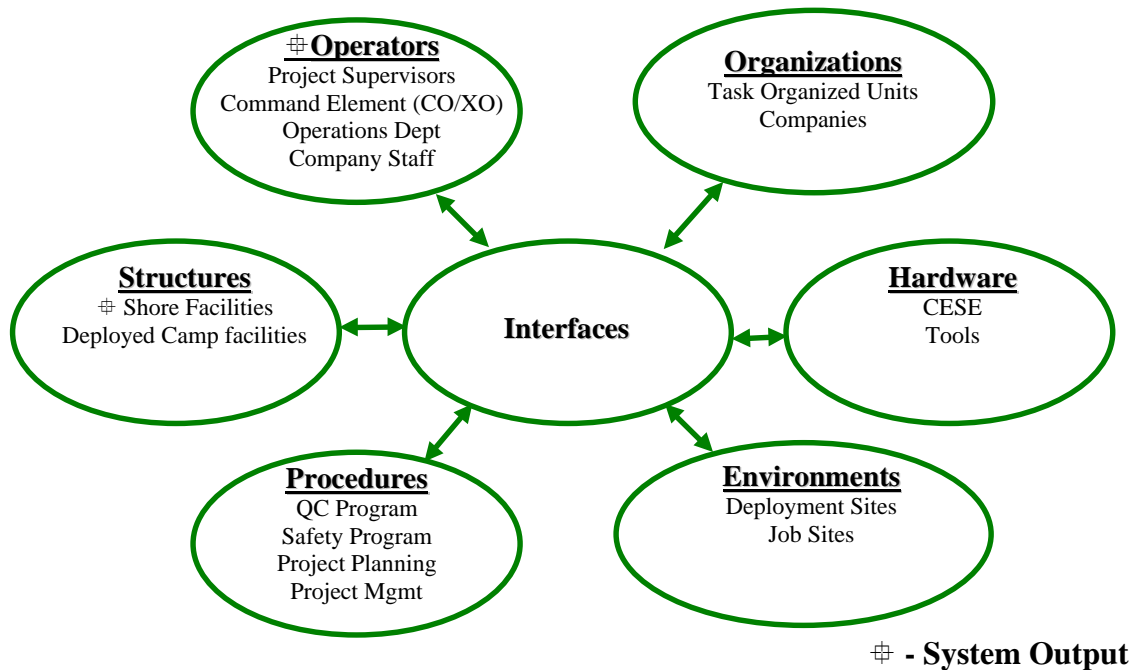 ⌖Operators
Project Supervisors
Command Element (CO/XO)
Operations Dept
Company Staff
Organizations
Task Organized Units
Companies
Structures
⌖ Shore Facilities
Deployed Camp facilities
Interfaces
Hardware
CESE
Tools
Procedures
QC Program
Safety Program
Project Planning
Project Mgmt
Environments
Deployment Sites
Job Sites
⌖ - System Output